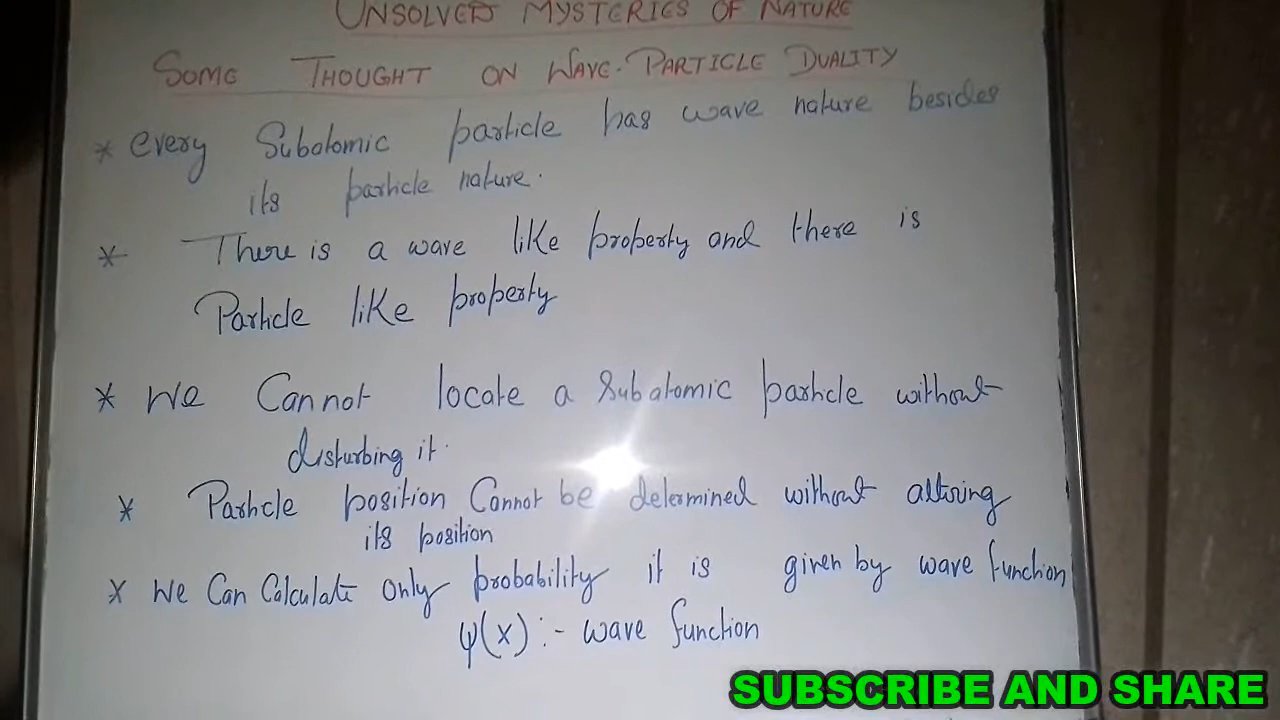 UNSOLVED MYSTERIES OF NATURE
SOME THOUGHT ON WAVE-PARTICLE DUALITY
* every Subatomic particle has wave nature besides
its particle nature.
* There is a wave like property and there is
Particle like property
* We Cannot locate a Subatomic particle without
disturbing it.
* Particle position Cannot be determined without altring
its position
* We Can Calculate Only probability it is given by wave function
ψ(x) :- wave function
SUBSCRIBE AND SHARE